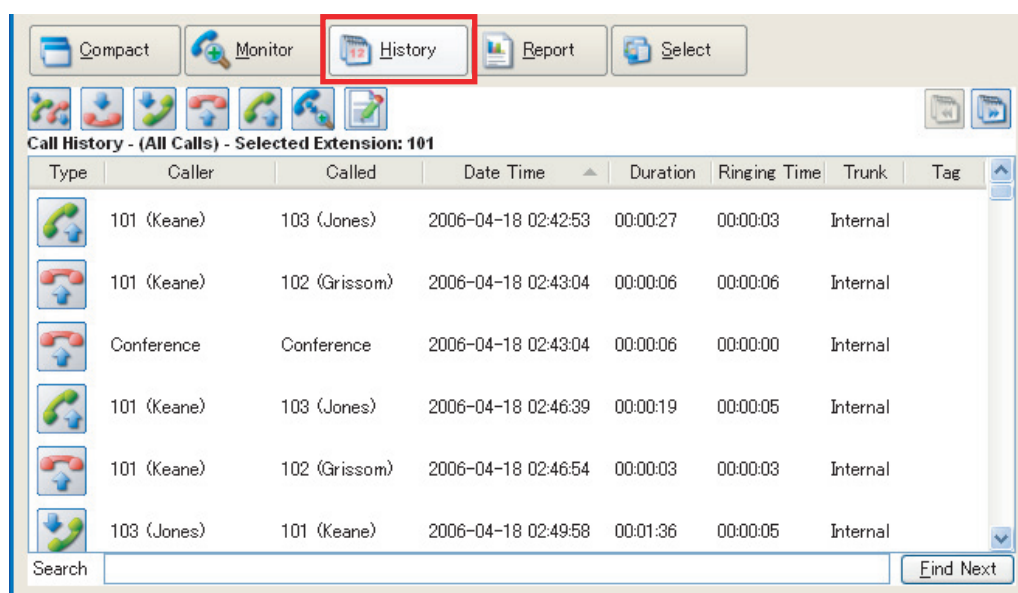 Compact Monitor 12 History Report Select
Call History - (All Calls) - Selected Extension: 101
Type Caller Called Date Time Duration Ringing Time Trunk Tag
101 (Keane) 103 (Jones) 2006-04-18 02:42:53 00:00:27 00:00:03 Internal
101 (Keane) 102 (Grissom) 2006-04-18 02:43:04 00:00:06 00:00:06 Internal
Conference Conference 2006-04-18 02:43:04 00:00:06 00:00:00 Internal
101 (Keane) 103 (Jones) 2006-04-18 02:46:39 00:00:19 00:00:05 Internal
101 (Keane) 102 (Grissom) 2006-04-18 02:46:54 00:00:03 00:00:03 Internal
103 (Jones) 101 (Keane) 2006-04-18 02:49:58 00:01:36 00:00:05 Internal
Search Find Next